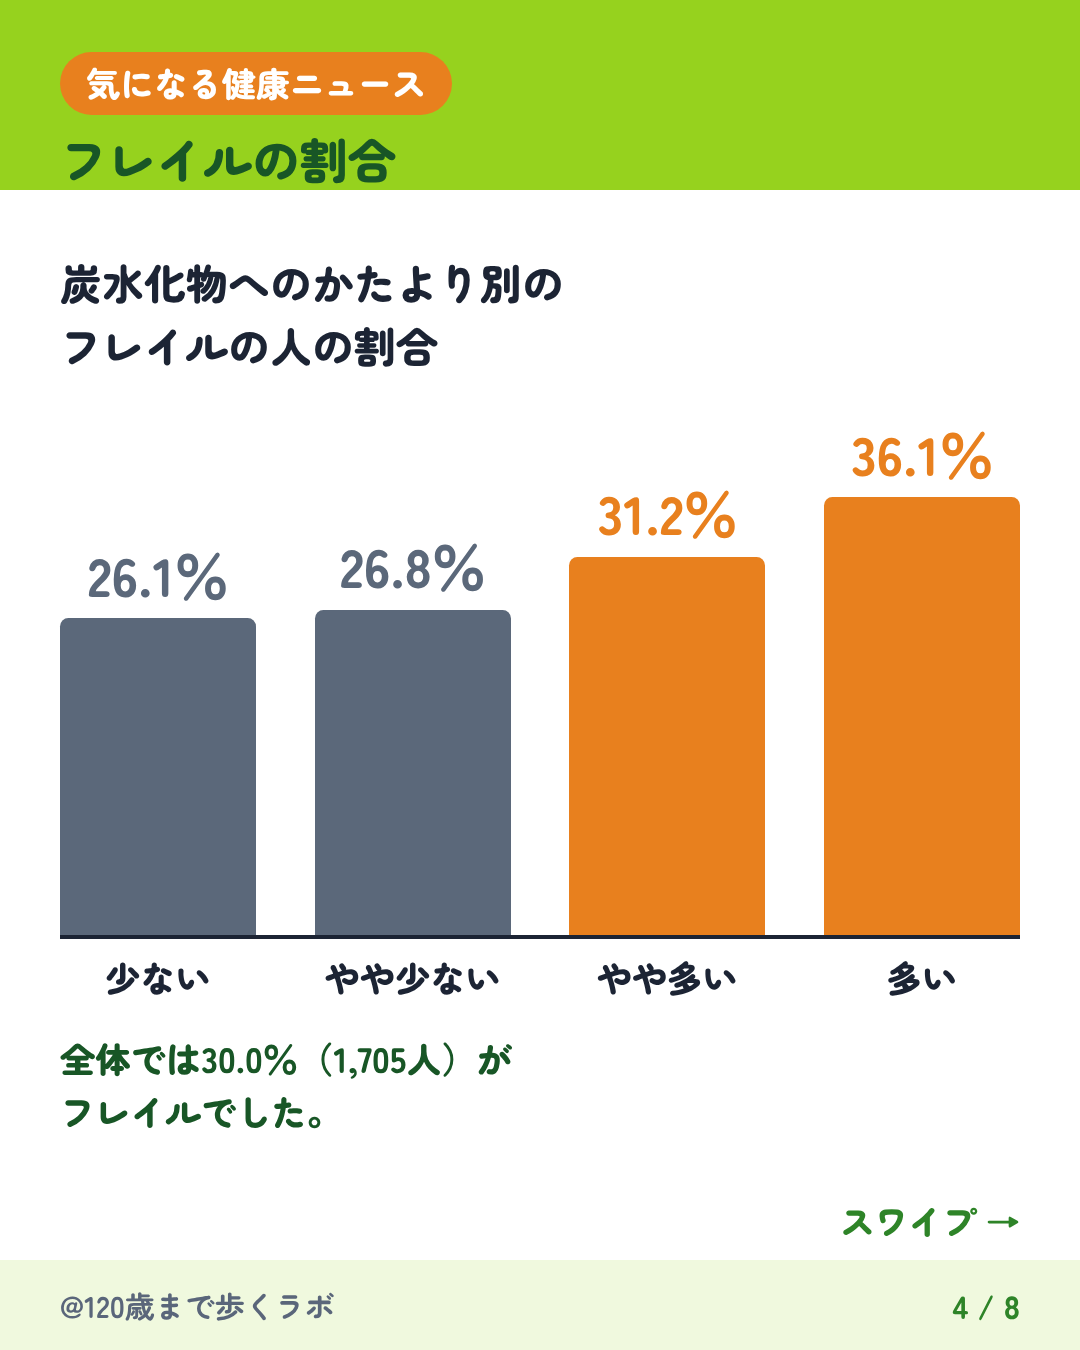 気になる健康ニュース
フレイルの割合
炭水化物へのかたより別の
フレイルの人の割合
26.1%
26.8%
31.2%
36.1%
少ない
やや少ない
やや多い
多い
全体では30.0%（1,705人）が
フレイルでした。
スワイプ →
@120歳まで歩くラボ
4 / 8